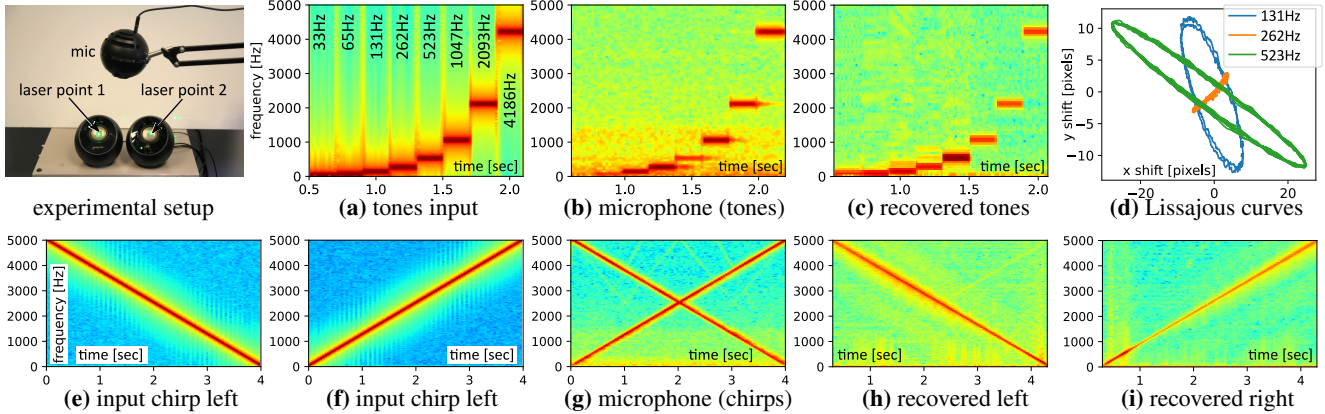 mic
laser point 1
laser point 2
experimental setup
frequency [Hz]
5000
4000
3000
2000
1000
0
33Hz
65Hz
131Hz
262Hz
523Hz
1047Hz
2093Hz
4186Hz
time [sec]
0.5 1.0 1.5 2.0
(a) tones input
5000
4000
3000
2000
1000
0
time [sec]
1.0 1.5 2.0
(b) microphone (tones)
5000
4000
3000
2000
1000
0
time [sec]
1.0 1.5 2.0
(c) recovered tones
131Hz
262Hz
523Hz
y shift [pixels]
10
5
0
−5
−10
x shift [pixels]
−20 0 20
(d) Lissajous curves
frequency [Hz]
5000
4000
3000
2000
1000
0
time [sec]
0 1 2 3 4
(e) input chirp left
5000
4000
3000
2000
1000
0
time [sec]
0 1 2 3 4
(f) input chirp left
5000
4000
3000
2000
1000
0
time [sec]
0 1 2 3 4
(g) microphone (chirps)
5000
4000
3000
2000
1000
0
time [sec]
1 2 3 4
(h) recovered left
5000
4000
3000
2000
1000
0
time [sec]
1 2 3 4
(i) recovered right